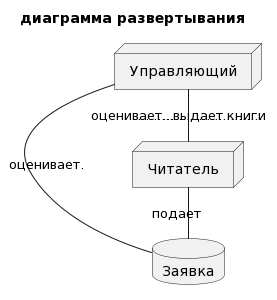 диаграмма развертывания
Управляющий
оценивает...выдает.книги
Читатель
оценивает.
подает
Заявка